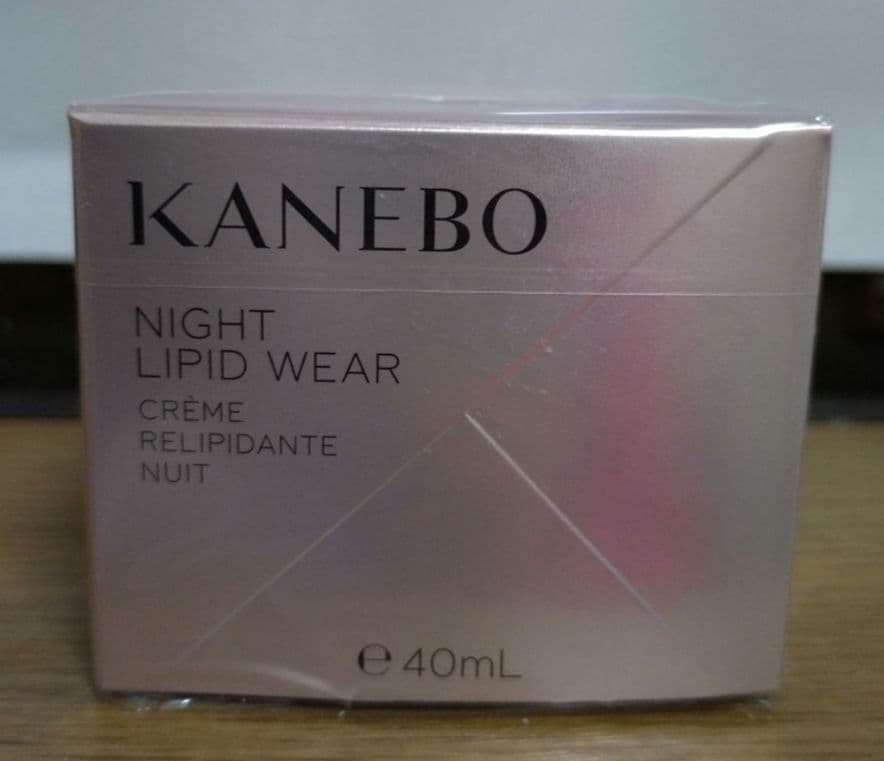 KANEBO
NIGHT
LIPID WEAR
CRÈME
RELIPIDANTE
NUIT
℮ 40mL